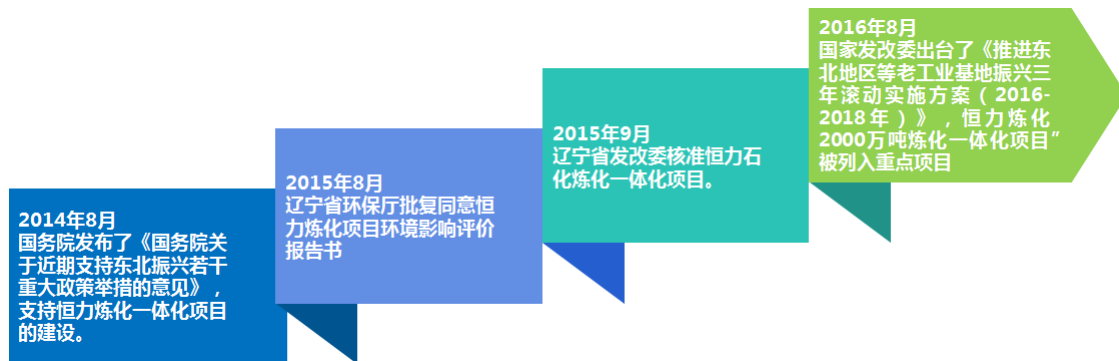 2014年8月
国务院发布了《国务院关
于近期支持东北振兴若干
重大政策举措的意见》，
支持恒力炼化一体化项目
的建设。
2015年8月
辽宁省环保厅批复同意恒
力炼化项目环境影响评价
报告书
2015年9月
辽宁省发改委核准恒力石
化炼化一体化项目。
2016年8月
国家发改委出台了《推进东
北地区等老工业基地振兴三
年滚动实施方案（2016-
2018年）》，恒力炼化
2000万吨炼化一体化项目”
被列入重点项目